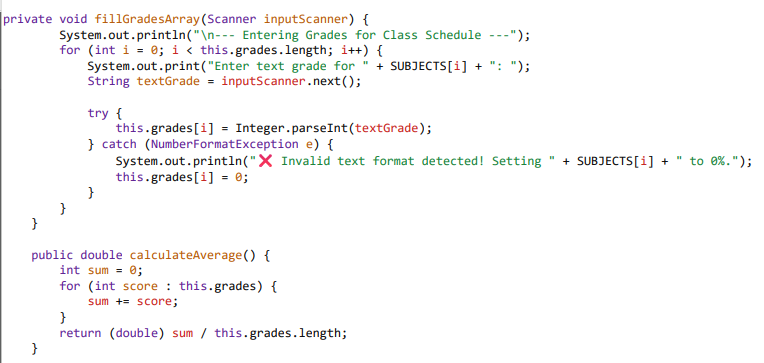 private void fillGradesArray(Scanner inputScanner) {
System.out.println("\n--- Entering Grades for Class Schedule ---");
for (int i = 0; i < this.grades.length; i++) {
System.out.print("Enter text grade for " + SUBJECTS[i] + ": ");
String textGrade = inputScanner.next();
try {
this.grades[i] = Integer.parseInt(textGrade);
} catch (NumberFormatException e) {
System.out.println("❌ Invalid text format detected! Setting " + SUBJECTS[i] + " to 0%.");
this.grades[i] = 0;
}
}
}
public double calculateAverage() {
int sum = 0;
for (int score : this.grades) {
sum += score;
}
return (double) sum / this.grades.length;
}